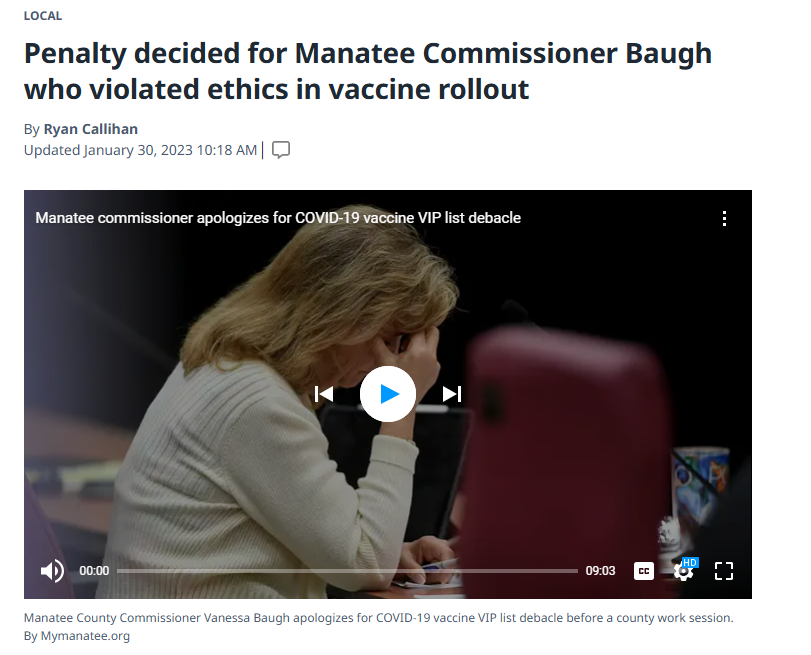 LOCAL
Penalty decided for Manatee Commissioner Baugh
who violated ethics in vaccine rollout
By Ryan Callihan
Updated January 30, 2023 10:18 AM
Manatee commissioner apologizes for COVID-19 vaccine VIP list debacle
00:00
09:03
CC
HD
Manatee County Commissioner Vanessa Baugh apologizes for COVID-19 vaccine VIP list debacle before a county work session.
By Mymanatee.org